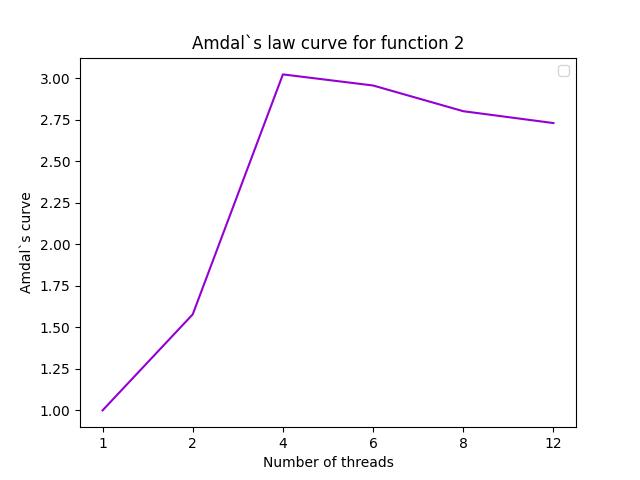 Amdal`s law curve for function 2
Amdal`s curve
3.00
2.75
2.50
2.25
2.00
1.75
1.50
1.25
1.00
1 2 4 6 8 12
Number of threads